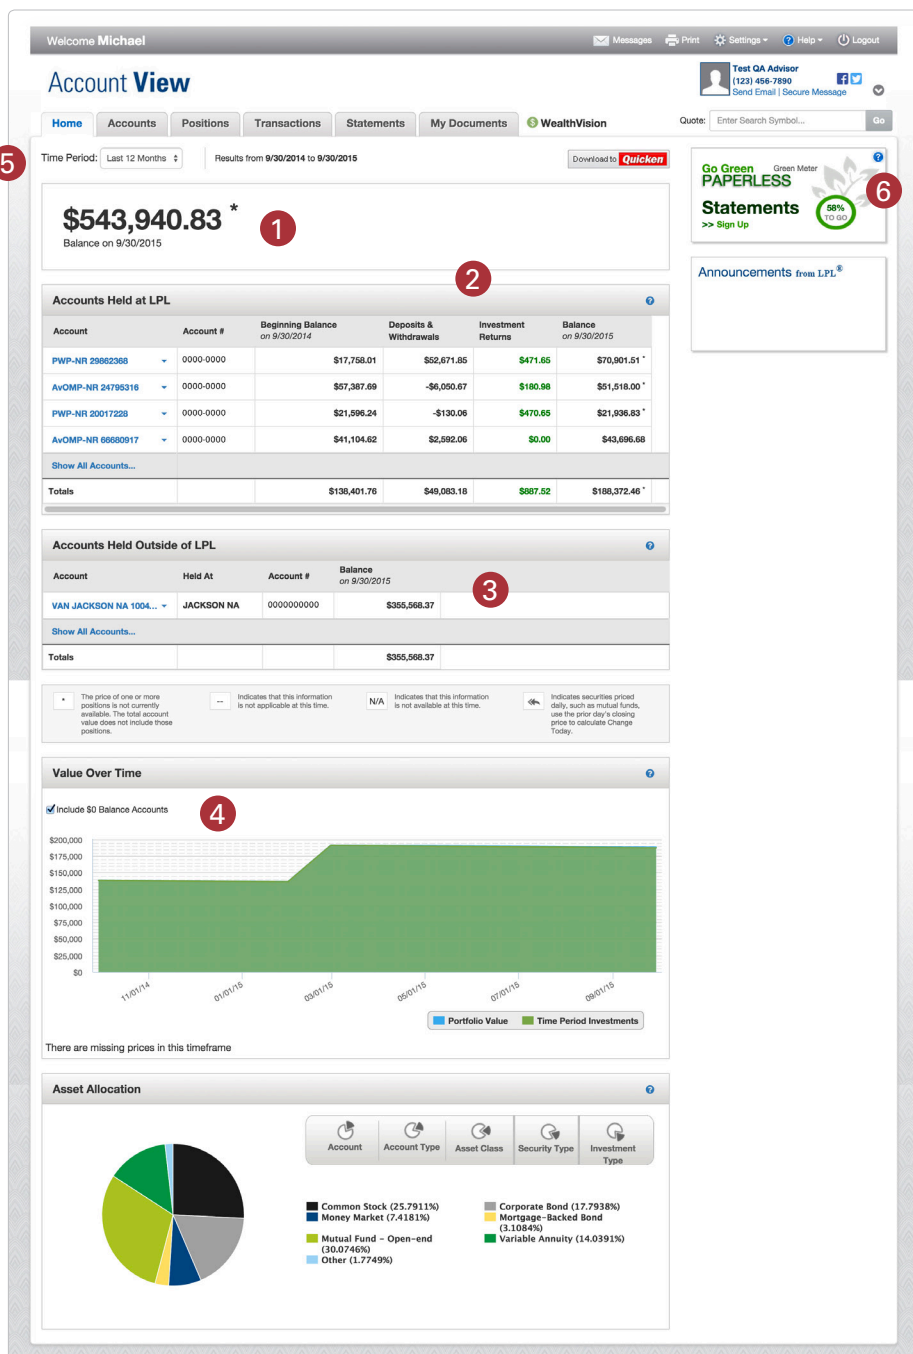 Welcome Michael
Messages Print Settings Help Logout
Account View
Test QA Advisor
(123) 456-7890
Send Email | Secure Message
Home Accounts Positions Transactions Statements My Documents WealthVision
Quote: Enter Search Symbol... Go
5
Time Period: Last 12 Months Results from 9/30/2014 to 9/30/2015 Download to Quicken
$543,940.83 *
Balance on 9/30/2015
1
Go Green Green Meter
PAPERLESS
Statements
>> Sign Up
58%
TO GO
6
Announcements from LPL®
2
Accounts Held at LPL
Account Account # Beginning Balance on 9/30/2014 Deposits & Withdrawals Investment Returns Balance on 9/30/2015
PWP-NR 29862368 0000-0000 $17,758.01 $52,671.85 $471.65 $70,901.51 *
AvOMP-NR 24795316 0000-0000 $57,387.69 -$6,050.67 $180.98 $51,518.00 *
PWP-NR 20017228 0000-0000 $21,596.24 -$130.06 $470.65 $21,936.83 *
AvOMP-NR 66680917 0000-0000 $41,104.62 $2,592.06 $0.00 $43,696.68
Show All Accounts...
Totals $138,401.76 $49,083.18 $887.52 $188,372.46 *
Accounts Held Outside of LPL
Account Held At Account # Balance on 9/30/2015
3
VAN JACKSON NA 1004... JACKSON NA 0000000000 $355,568.37
Show All Accounts...
Totals $355,568.37
* The price of one or more
positions is not currently
available. The total account
value does not include those
positions.
-- Indicates that this information
is not applicable at this time.
N/A Indicates that this information
is not available at this time.
Indicates securities priced
daily, such as mutual funds,
use the prior day's closing
price to calculate Change
Today.
Value Over Time
Include $0 Balance Accounts
4
$200,000
$175,000
$150,000
$125,000
$100,000
$75,000
$50,000
$25,000
$0
11/01/14 01/01/15 03/01/15 05/01/15 07/01/15 09/01/15
Portfolio Value Time Period Investments
There are missing prices in this timeframe
Asset Allocation
Account Account Type Asset Class Security Type Investment Type
Common Stock (25.7911%)
Money Market (7.4181%)
Mutual Fund - Open-end
(30.0746%)
Other (1.7749%)
Corporate Bond (17.7938%)
Mortgage-Backed Bond
(3.1084%)
Variable Annuity (14.0391%)